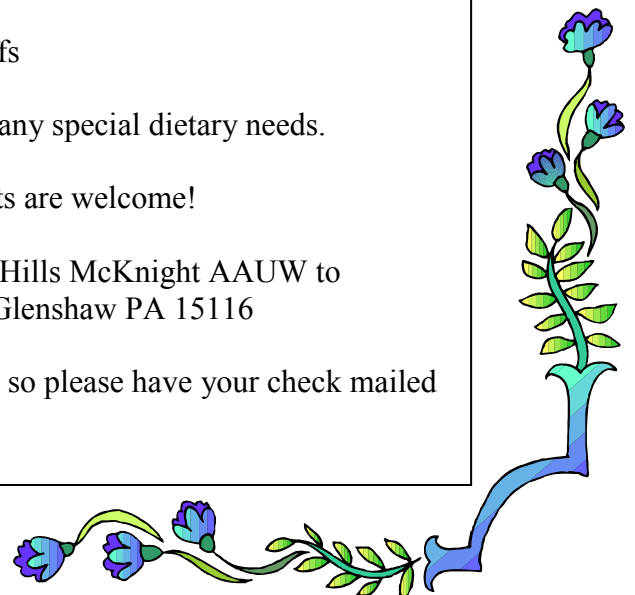 fs
any special dietary needs.
ts are welcome!
Hills McKnight AAUW to
Glenshaw PA 15116
so please have your check mailed